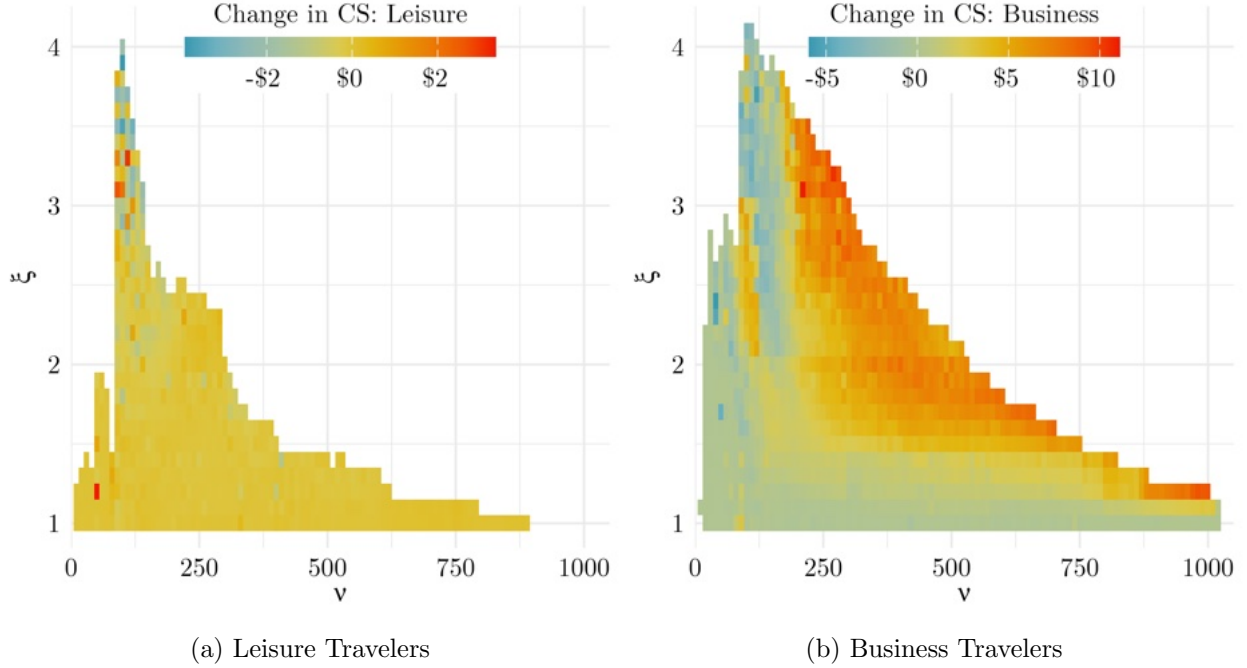 Change in CS: Leisure
-$2 $0 $2
4
3
2
1
ξ
0 250 500 750 1000
ν
(a) Leisure Travelers
Change in CS: Business
-$5 $0 $5 $10
4
3
2
1
ξ
0 250 500 750 1000
ν
(b) Business Travelers